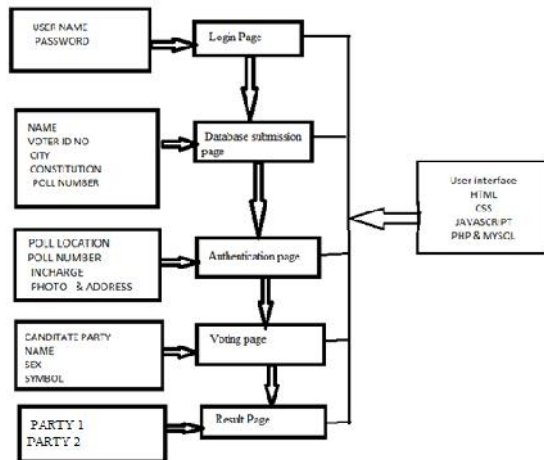 USER NAME
PASSWORD
Login Page
NAME
VOTER ID NO
CITY
CONSTITUTION
POLL NUMBER
Database submission
page
User interface
HTML
CSS
JAVASCRIPT
PHP & MYSQL
POLL LOCATION
POLL NUMBER
INCHARGE
PHOTO & ADDRESS
Authentication page
CANDITATE PARTY
NAME
SEX
SYMBOL
Voting page
PARTY 1
PARTY 2
Result Page